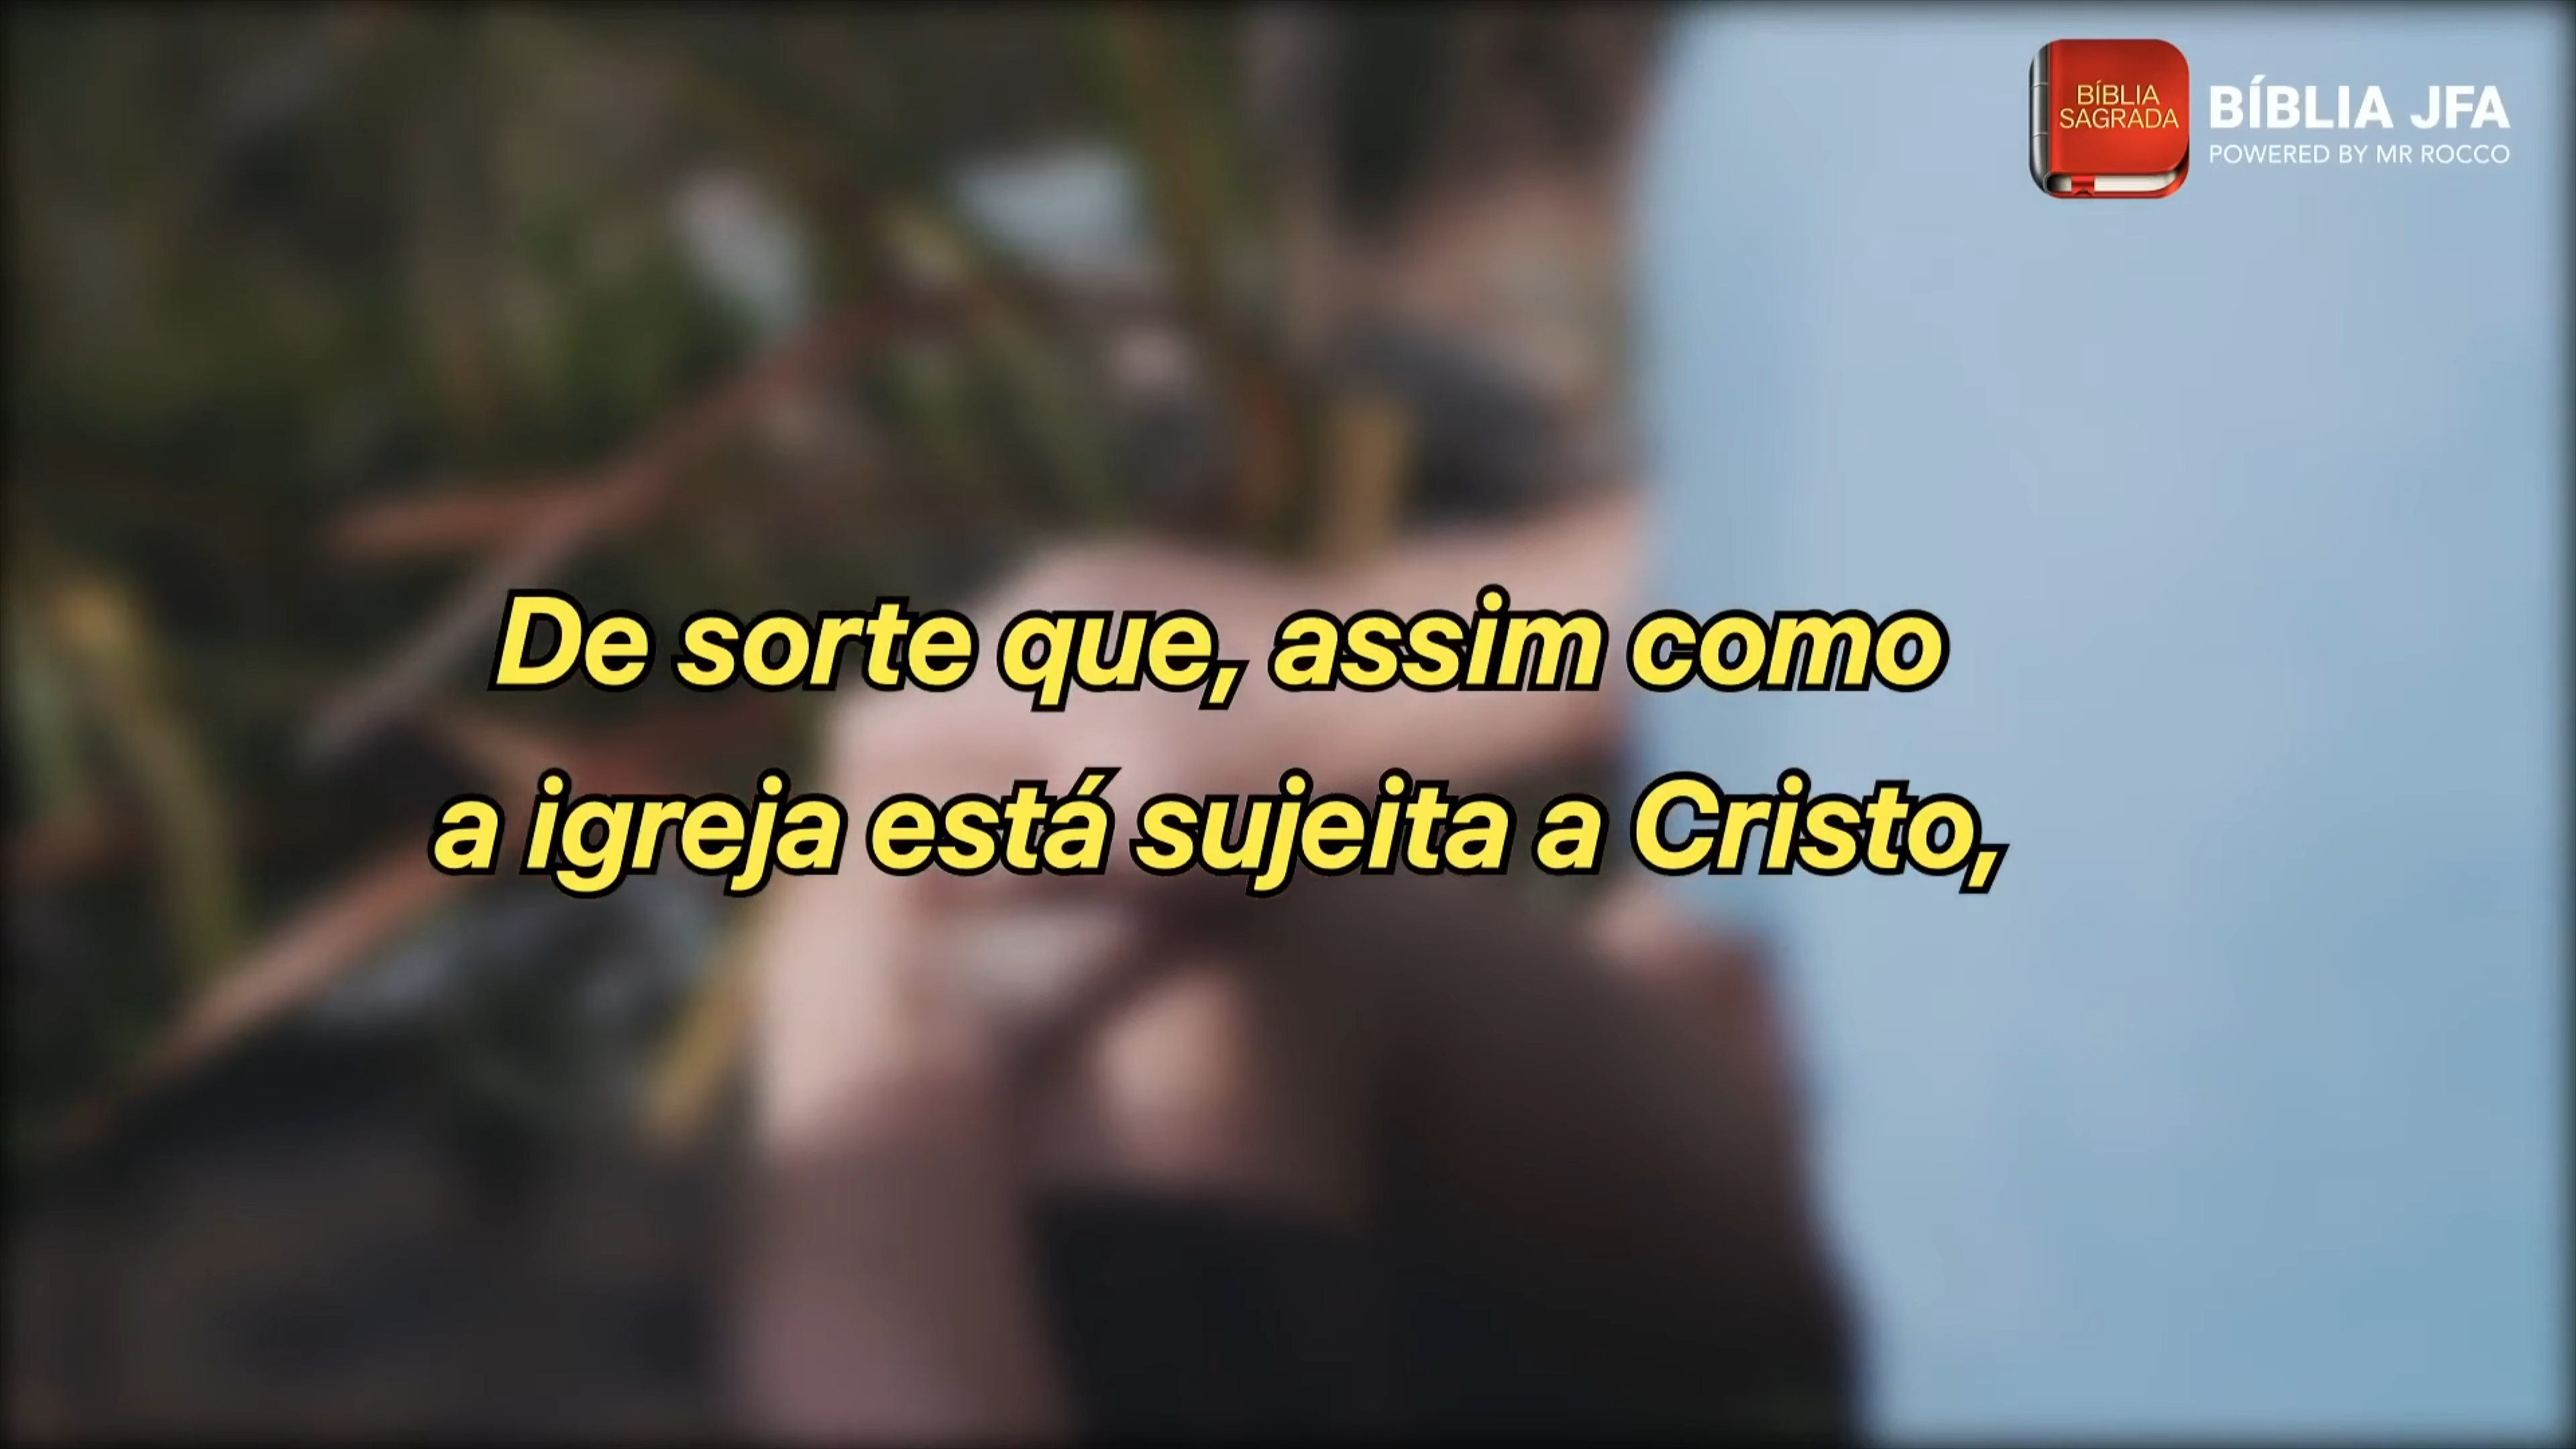 BÍBLIA
SAGRADA
BÍBLIA JFA
POWERED BY MR ROCCO
De sorte que, assim como
a igreja está sujeita a Cristo,